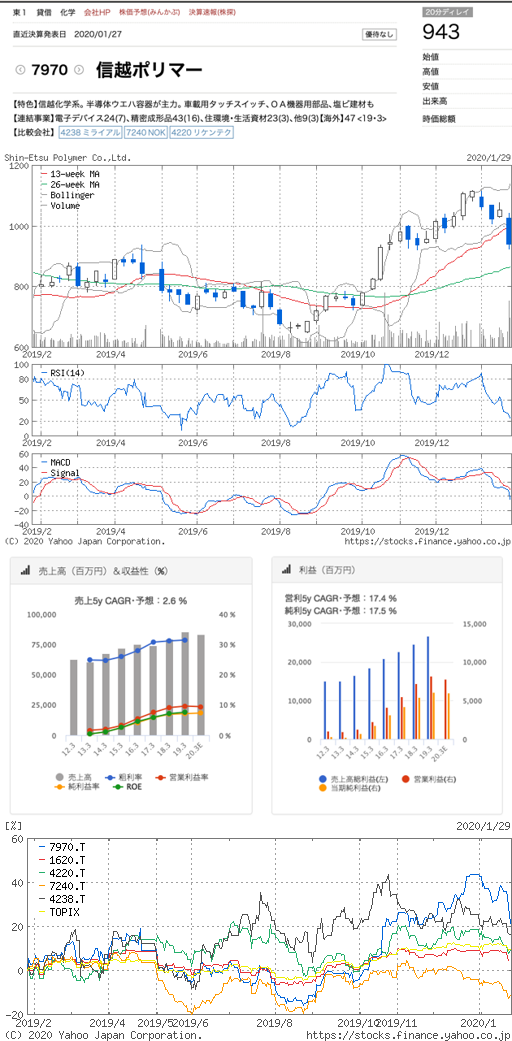 東1 貸借 化学 会社HP 株価予想(みんかぶ) 決算速報(株探)
20分ディレイ
直近決算発表日 2020/01/27 優待なし
943
7970 信越ポリマー
始値
高値
安値
出来高
時価総額
【特色】信越化学系。半導体ウエハ容器が主力。車載用タッチスイッチ、OA機器用部品、塩ビ建材も
【連結事業】電子デバイス24(7)、精密成形品43(16)、住環境・生活資材23(3)、他9(3)【海外】47 <19・3>
【比較会社】 4238 ミライアル 7240 NOK 4220 リケンテク
Shin-Etsu Polymer Co.,Ltd. 2020/1/29
1200
13-week MA
26-week MA
Bollinger
Volume
1000
800
600
2019/2 2019/4 2019/6 2019/8 2019/10 2019/12
100
RSI(14)
80
60
40
20
0
2019/2 2019/4 2019/6 2019/8 2019/10 2019/12
60
MACD
Signal
40
20
0
-20
-40
2019/2 2019/4 2019/6 2019/8 2019/10 2019/12
(C) 2020 Yahoo Japan Corporation. https://stocks.finance.yahoo.co.jp/
売上高（百万円）＆収益性（%）
売上5y CAGR・予想：2.6 %
100,000 40 %
75,000 30 %
50,000 20 %
25,000 10 %
0 0 %
12.3 13.3 14.3 15.3 16.3 17.3 18.3 19.3 20.3E
売上高 粗利率 営業利益率
純利益率 ROE
利益（百万円）
営利5y CAGR・予想：17.4 %
純利5y CAGR・予想：17.5 %
30,000 15,000
20,000 10,000
10,000 5,000
0 0
12.3 13.3 14.3 15.3 16.3 17.3 18.3 19.3 20.3E
売上高総利益(左) 営業利益(右)
当期純利益(右)
[%] 2020/1/29
60
7970.T
1620.T
4220.T
7240.T
4238.T
TOPIX
40
20
0
-20
2019/2 2019/4 2019/5 2019/6 2019/8 2019/10 2019/11 2020/1
(C) 2020 Yahoo Japan Corporation. https://stocks.finance.yahoo.co.jp/